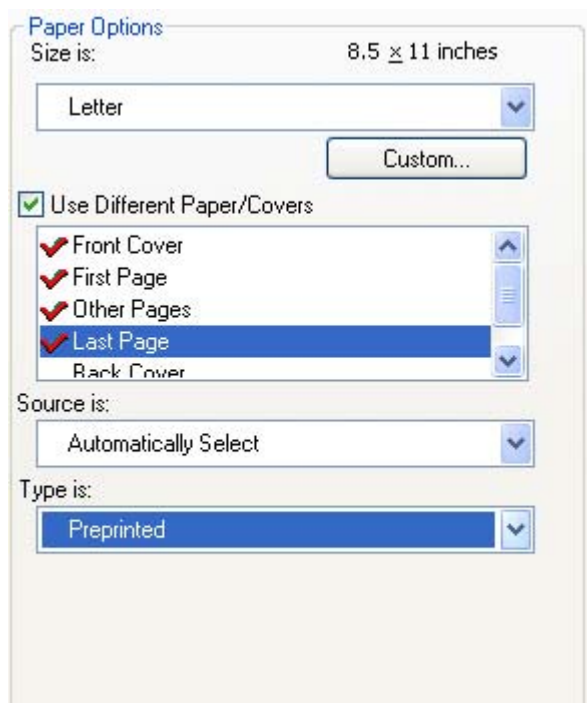 Paper Options
Size is: 8.5 x 11 inches
Letter
Custom...
Use Different Paper/Covers
Front Cover
First Page
Other Pages
Last Page
Back Cover
Source is:
Automatically Select
Type is:
Preprinted